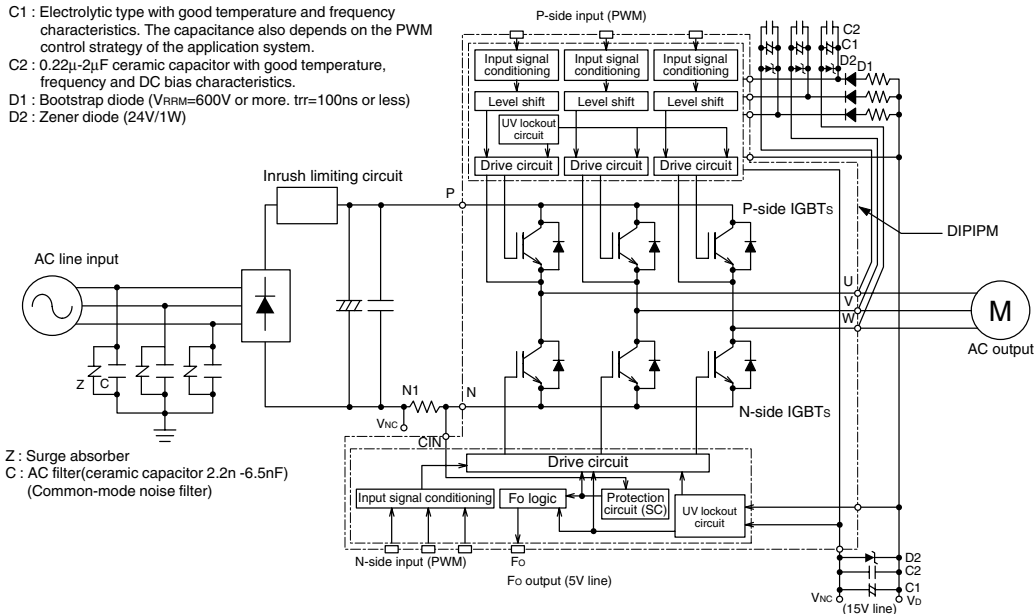 C1 : Electrolytic type with good temperature and frequency
characteristics. The capacitance also depends on the PWM
control strategy of the application system.
C2 : 0.22μ-2μF ceramic capacitor with good temperature,
frequency and DC bias characteristics.
D1 : Bootstrap diode (VRRM=600V or more. trr=100ns or less)
D2 : Zener diode (24V/1W)
P-side input (PWM)
C2
C1
D2
D1
Input signal conditioning
Input signal conditioning
Input signal conditioning
Level shift
Level shift
Level shift
UV lockout circuit
Drive circuit
Drive circuit
Drive circuit
Inrush limiting circuit
P
P-side IGBTs
DIPIPM
AC line input
U
V
W
M
AC output
Z
C
N1
N
VNC
CIN
N-side IGBTs
Z : Surge absorber
C : AC filter(ceramic capacitor 2.2n -6.5nF)
(Common-mode noise filter)
Drive circuit
Input signal conditioning
Fo logic
Protection circuit (SC)
UV lockout circuit
N-side input (PWM)
FO
FO output (5V line)
D2
C2
C1
VNC
(15V line)
VD